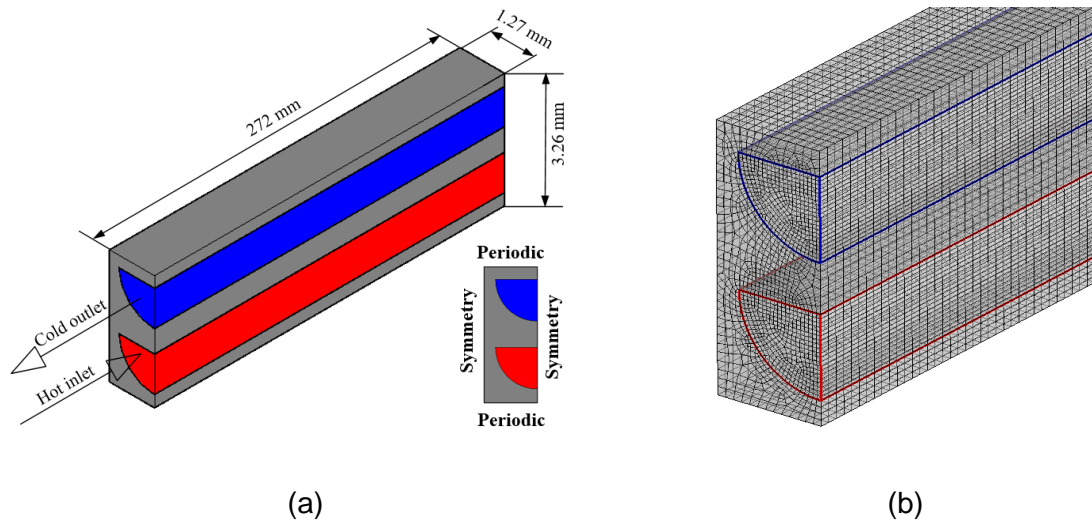 1.27 mm
272 mm
3.26 mm
Periodic
Symmetry
Symmetry
Periodic
Cold outlet
Hot inlet
(a)
(b)